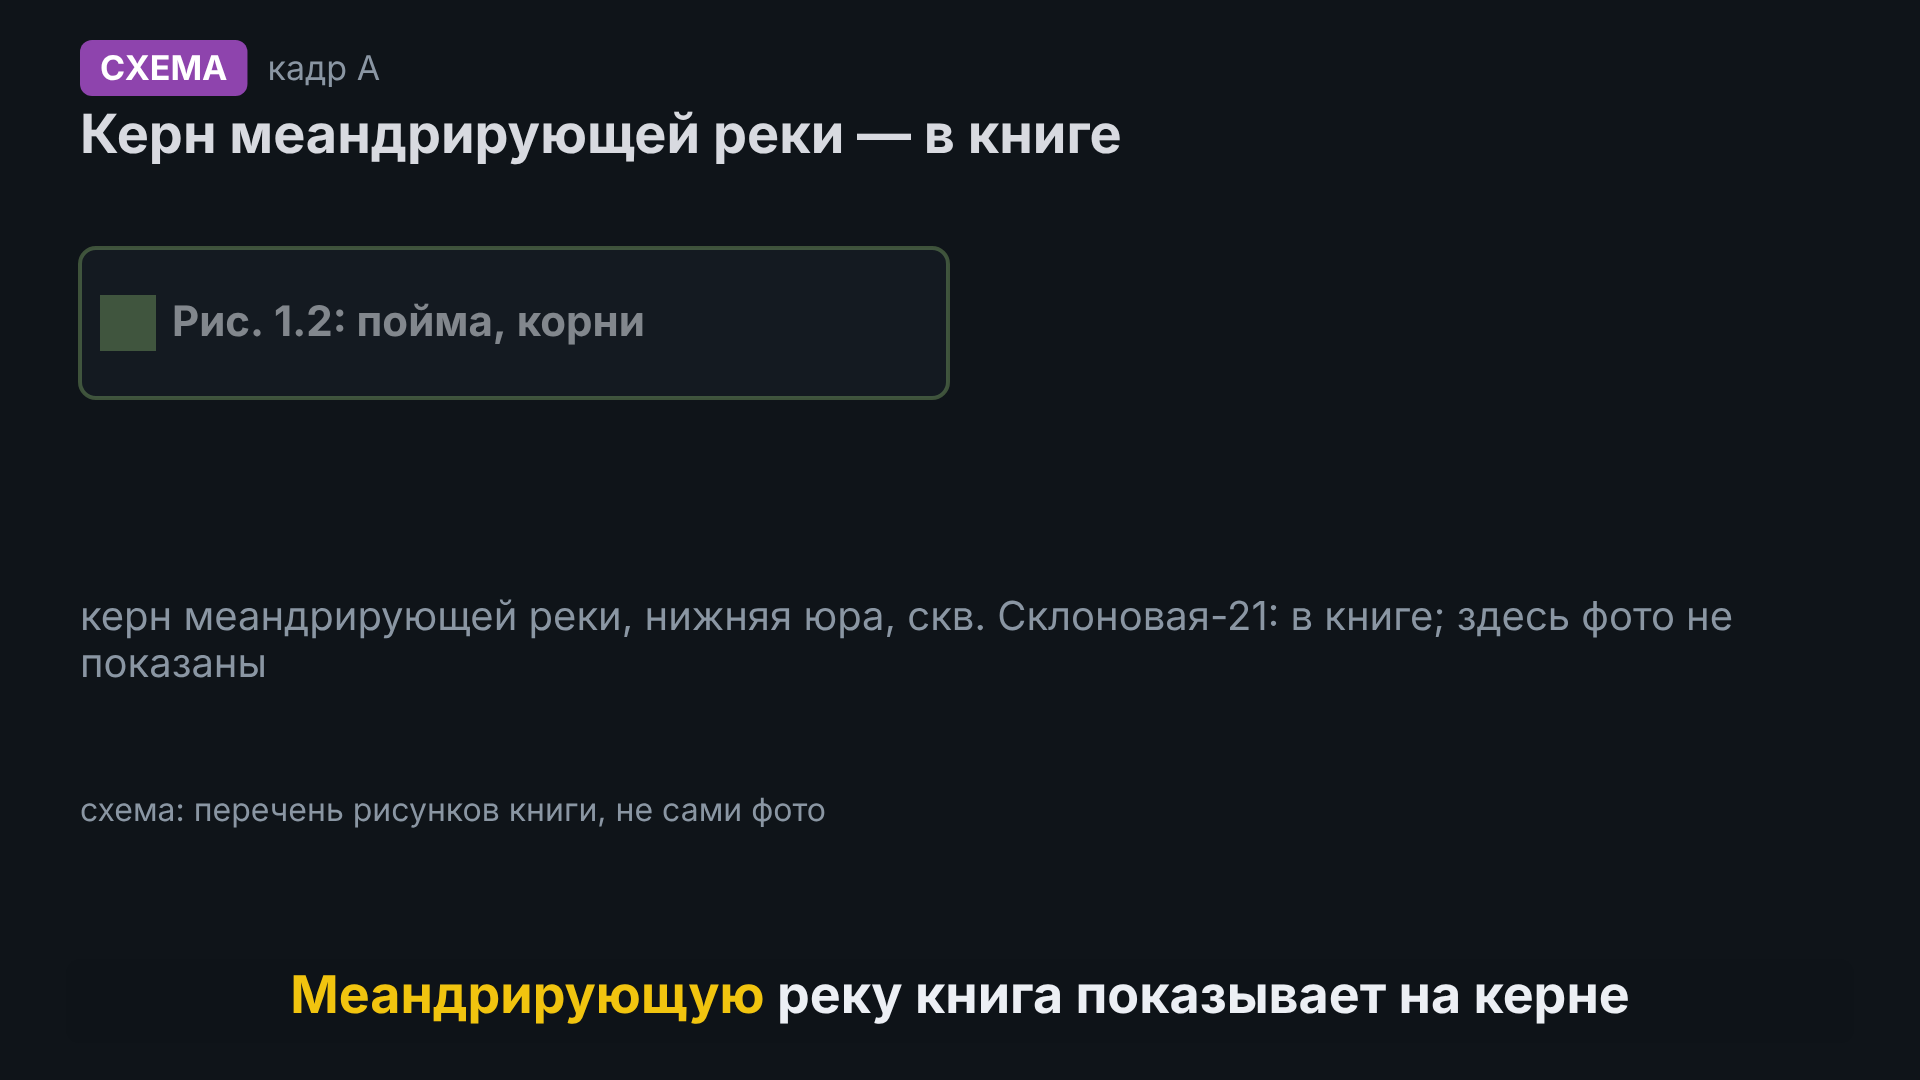 СХЕМА кадр А
Керн меандрирующей реки — в книге
Рис. 1.2: пойма, корни
керн меандрирующей реки, нижняя юра, скв. Склоновая-21: в книге; здесь фото не
показаны
схема: перечень рисунков книги, не сами фото
Меандрирующую реку книга показывает на керне